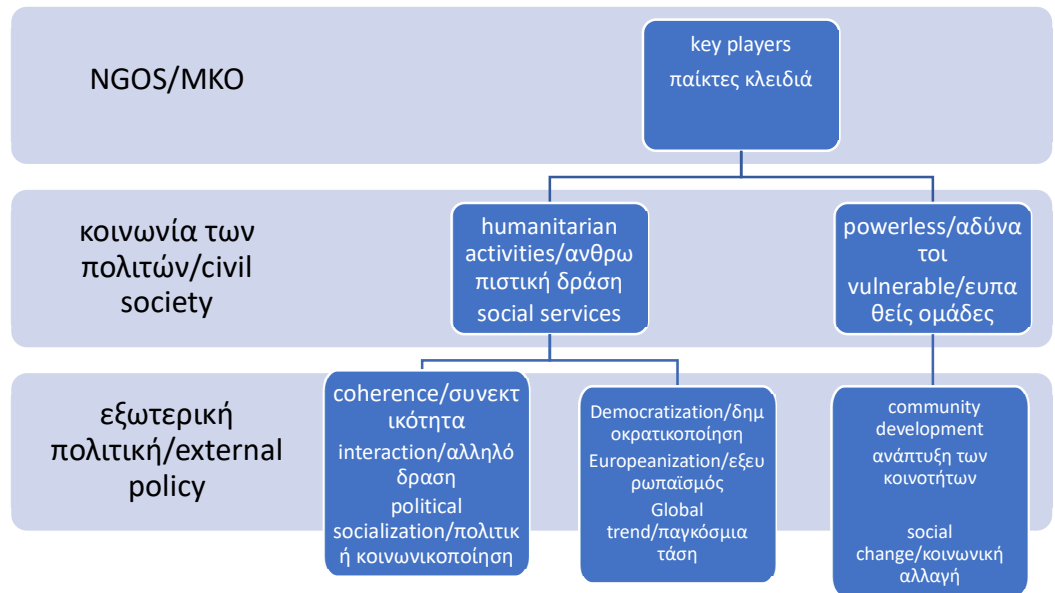 NGOS/ΜΚΟ
key players
παίκτες κλειδιά
κοινωνία των
πολιτών/civil
society
humanitarian
activities/ανθρω
πιστική δράση
social services
powerless/αδύνα
τοι
vulnerable/ευπα
θείς ομάδες
εξωτερική
πολιτική/external
policy
coherence/συνεκτ
ικότητα
interaction/αλληλό
δραση
political
socialization/πολιτικ
ή κοινωνικοποίηση
Democratization/δημ
οκρατικοποίηση
Europeanization/εξευ
ρωπαϊσμός
Global
trend/παγκόσμια
τάση
community
development
ανάπτυξη των
κοινοτήτων
social
change/κοινωνική
αλλαγή